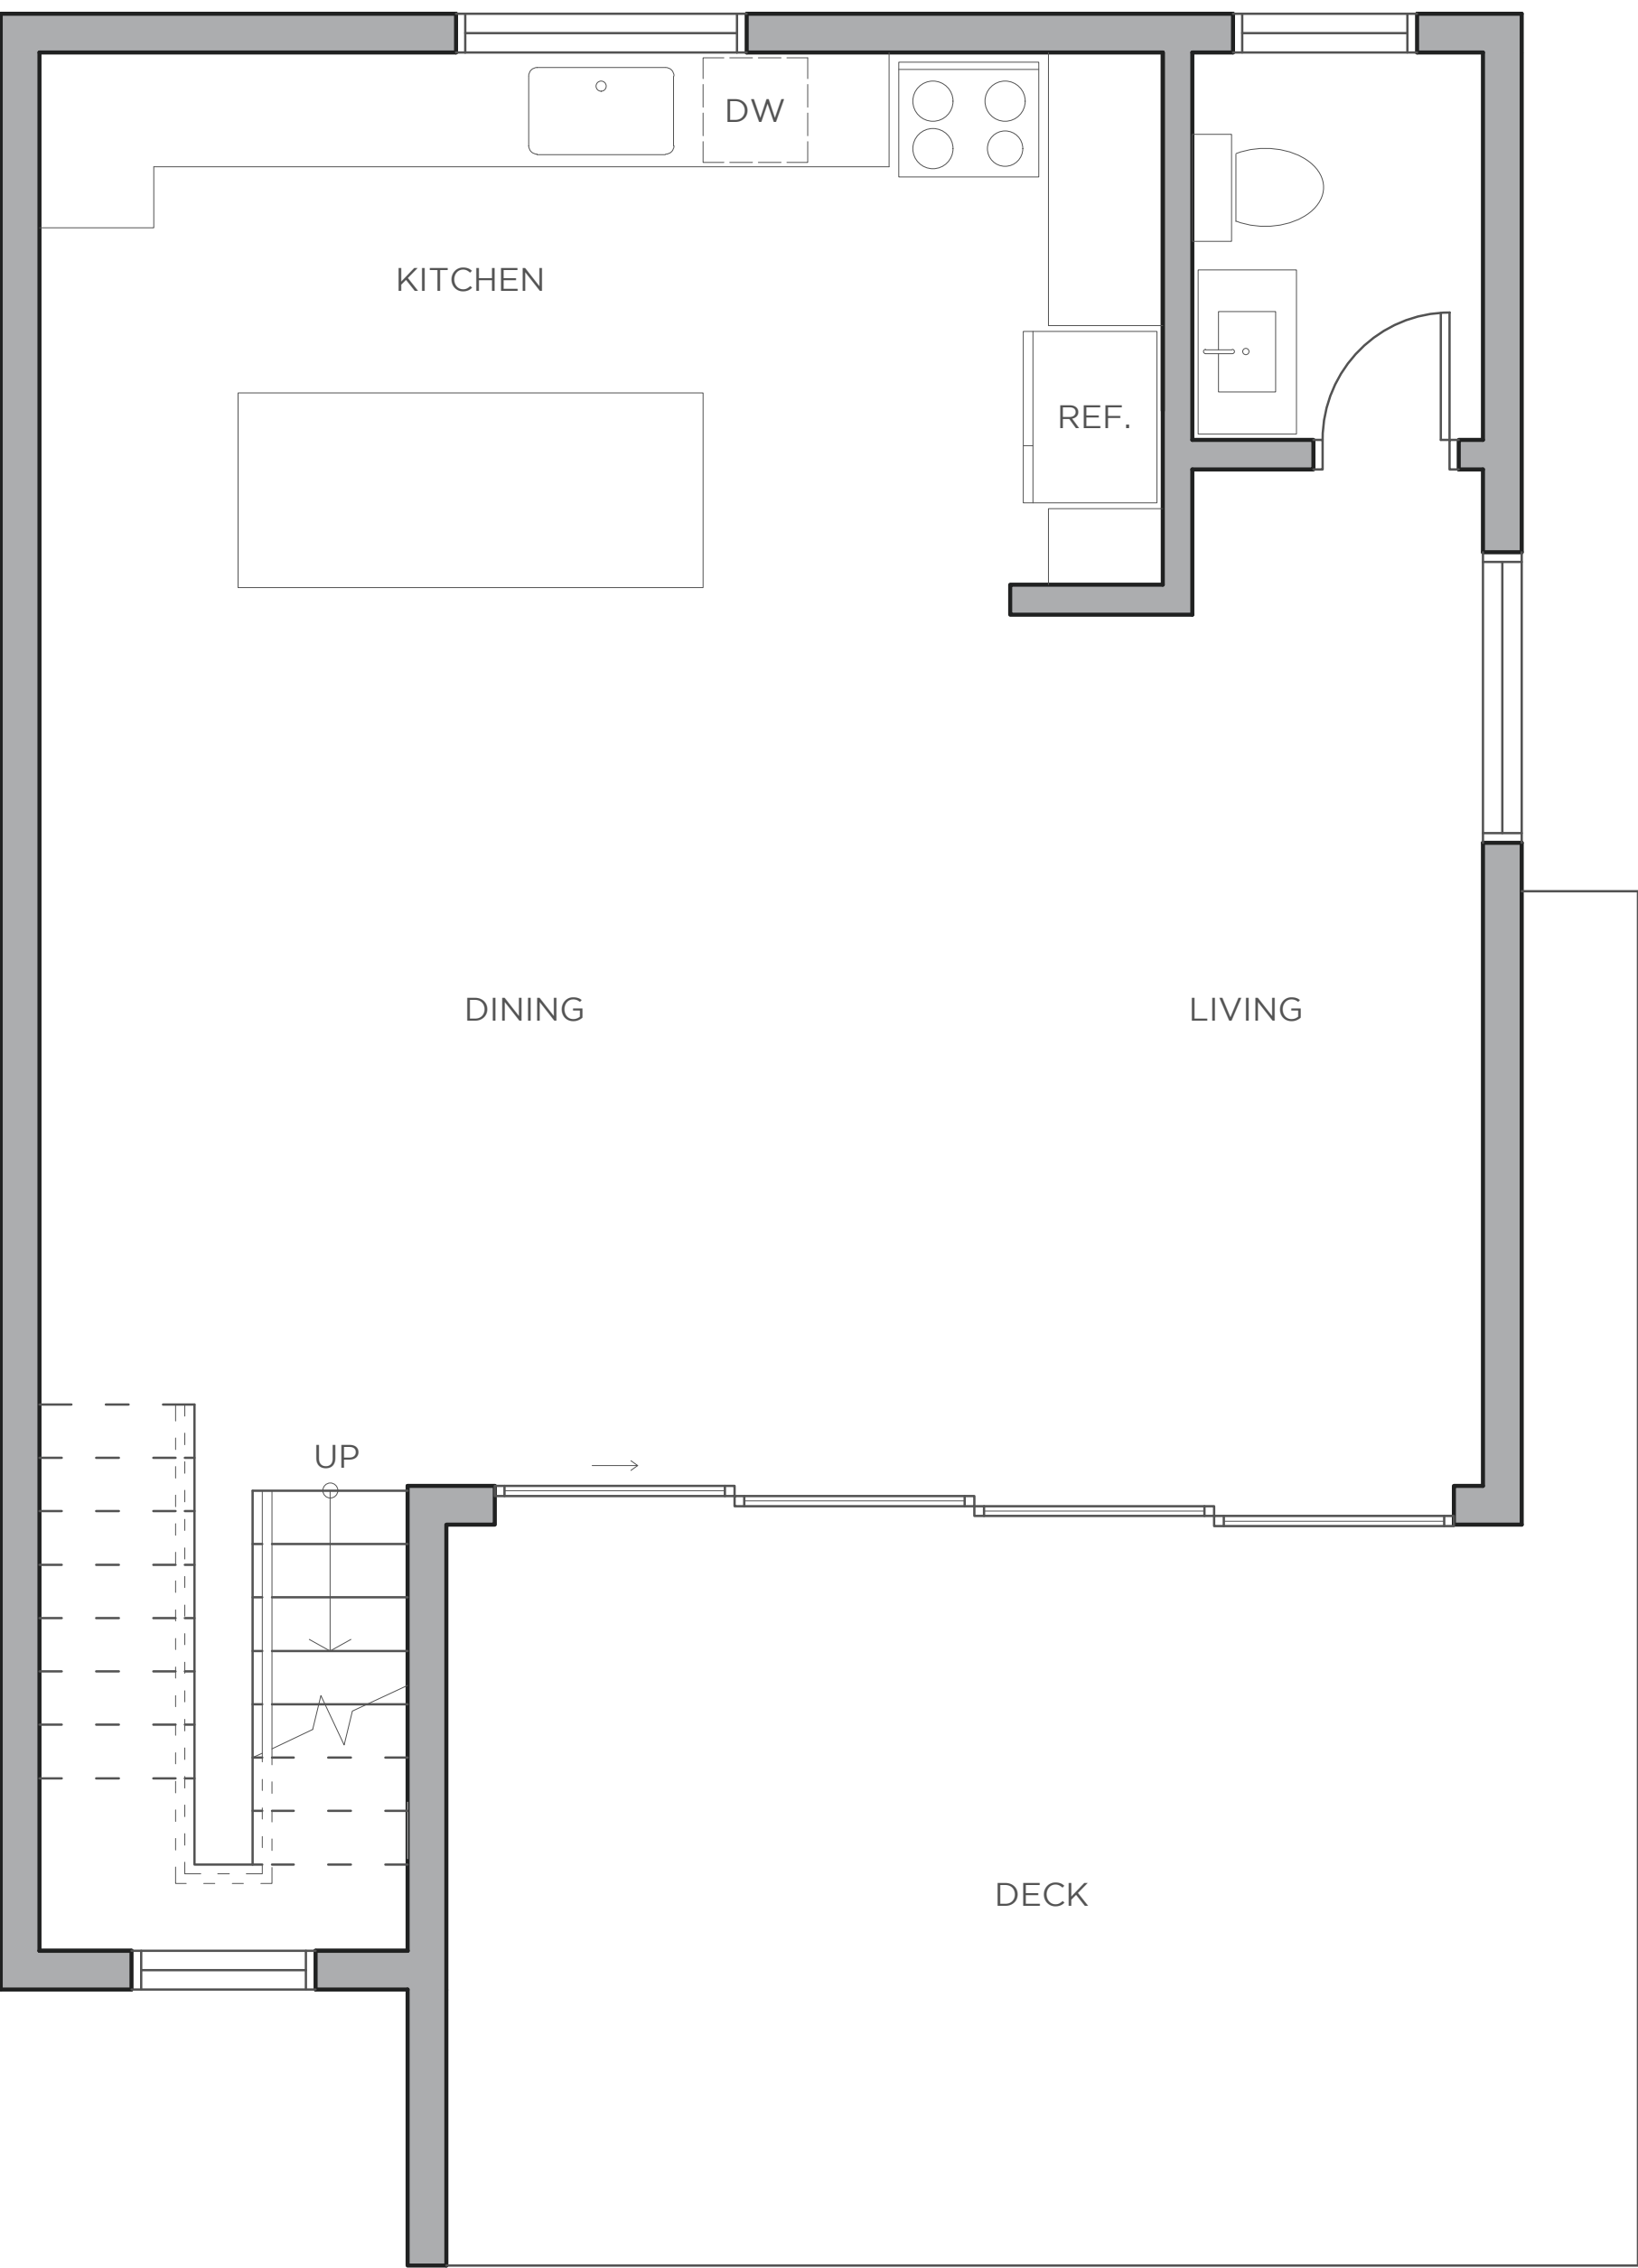 DW
KITCHEN
REF.
DINING
LIVING
UP
DECK